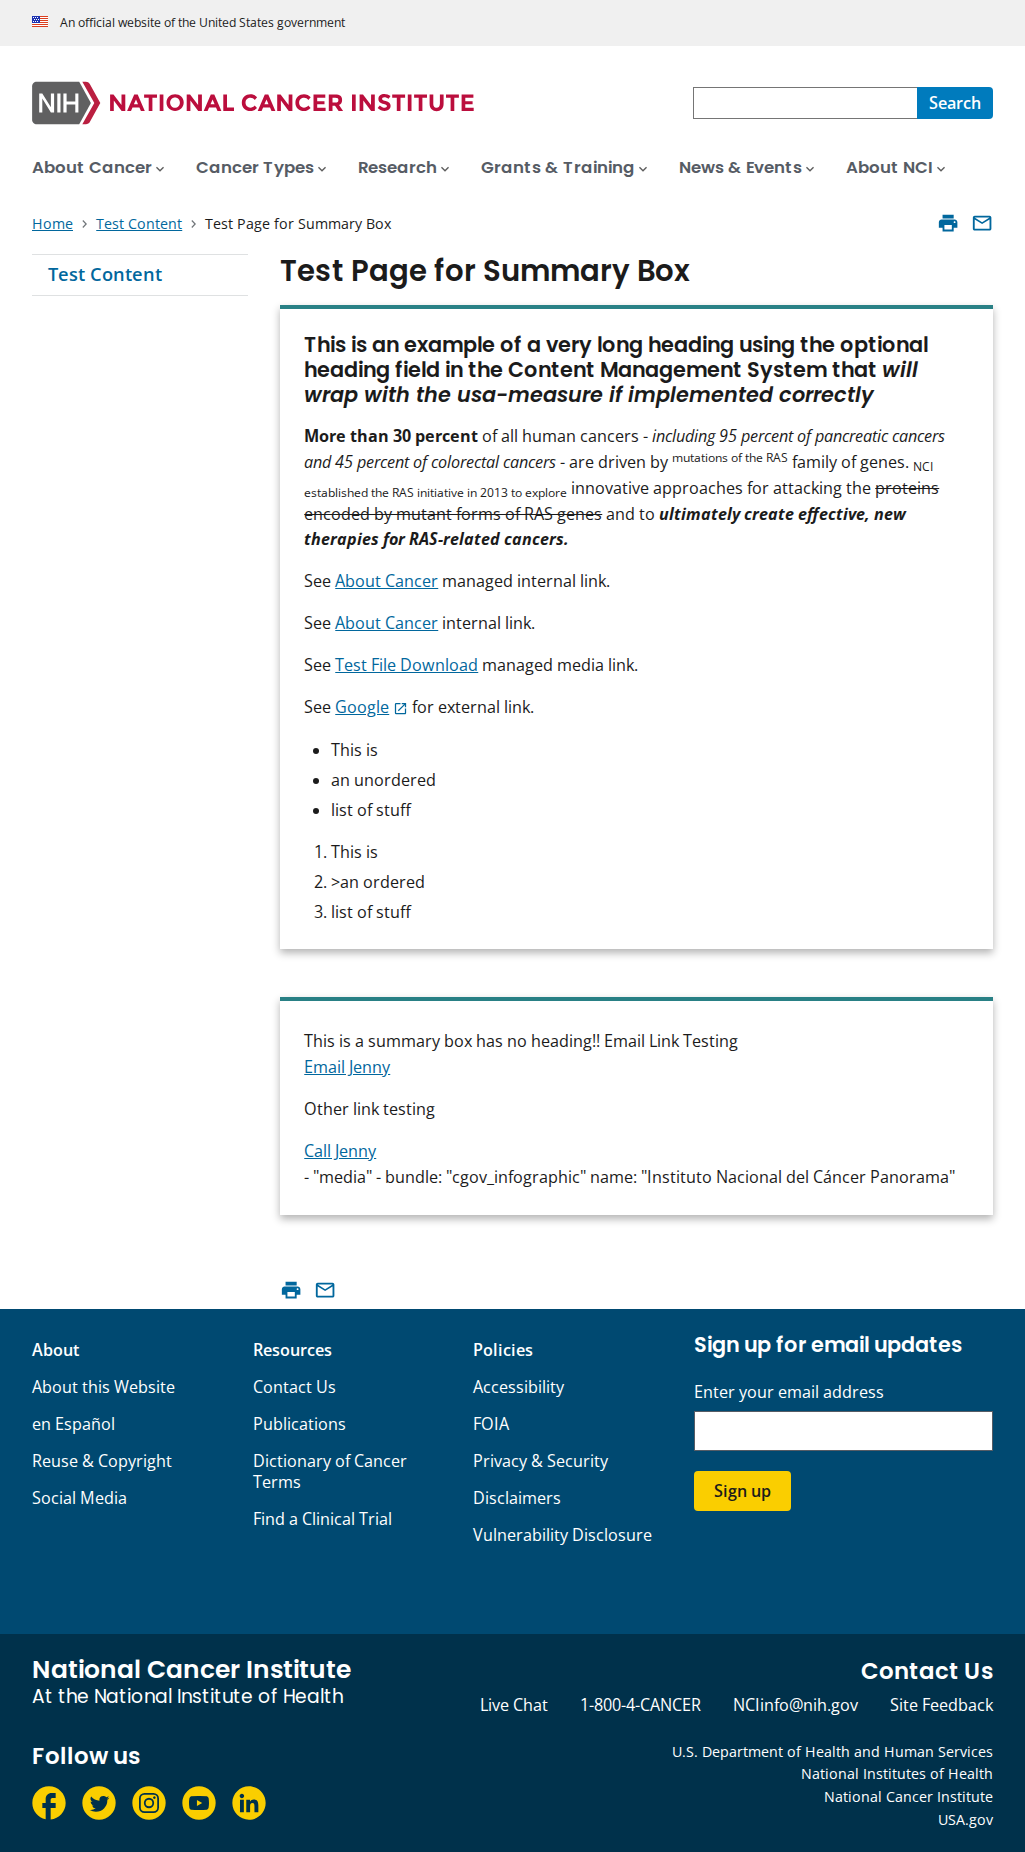 An official website of the United States government
NIH NATIONAL CANCER INSTITUTE
Search
About Cancer Cancer Types Research Grants & Training News & Events About NCI
Home Test Content Test Page for Summary Box
Test Content
Test Page for Summary Box
This is an example of a very long heading using the optional
heading field in the Content Management System that will
wrap with the usa-measure if implemented correctly
More than 30 percent of all human cancers - including 95 percent of pancreatic cancers
and 45 percent of colorectal cancers - are driven by mutations of the RAS family of genes. NCI
established the RAS initiative in 2013 to explore innovative approaches for attacking the proteins
encoded by mutant forms of RAS genes and to ultimately create effective, new
therapies for RAS-related cancers.
See About Cancer managed internal link.
See About Cancer internal link.
See Test File Download managed media link.
See Google for external link.
• This is
• an unordered
• list of stuff
1. This is
2. >an ordered
3. list of stuff
This is a summary box has no heading!! Email Link Testing
Email Jenny
Other link testing
Call Jenny
- "media" - bundle: "cgov_infographic" name: "Instituto Nacional del Cáncer Panorama"
About
About this Website
en Español
Reuse & Copyright
Social Media
Resources
Contact Us
Publications
Dictionary of Cancer
Terms
Find a Clinical Trial
Policies
Accessibility
FOIA
Privacy & Security
Disclaimers
Vulnerability Disclosure
Sign up for email updates
Enter your email address
Sign up
National Cancer Institute
At the National Institute of Health
Contact Us
Live Chat 1-800-4-CANCER NCIinfo@nih.gov Site Feedback
Follow us
U.S. Department of Health and Human Services
National Institutes of Health
National Cancer Institute
USA.gov